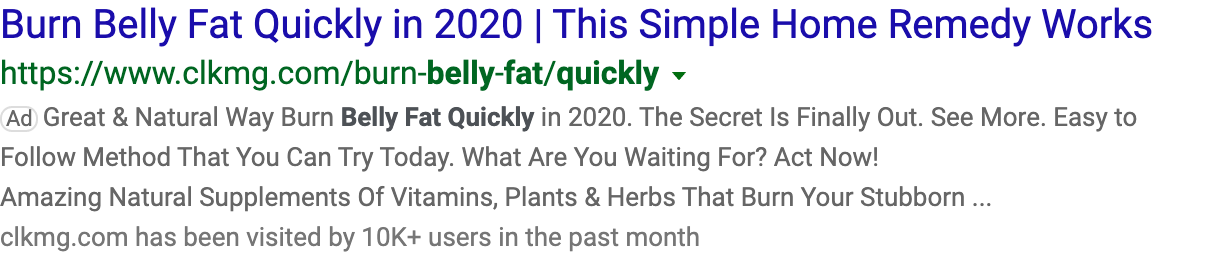 Burn Belly Fat Quickly in 2020 | This Simple Home Remedy Works
https://www.clkmg.com/burn-belly-fat/quickly
Ad Great & Natural Way Burn Belly Fat Quickly in 2020. The Secret Is Finally Out. See More. Easy to
Follow Method That You Can Try Today. What Are You Waiting For? Act Now!
Amazing Natural Supplements Of Vitamins, Plants & Herbs That Burn Your Stubborn ...
clkmg.com has been visited by 10K+ users in the past month